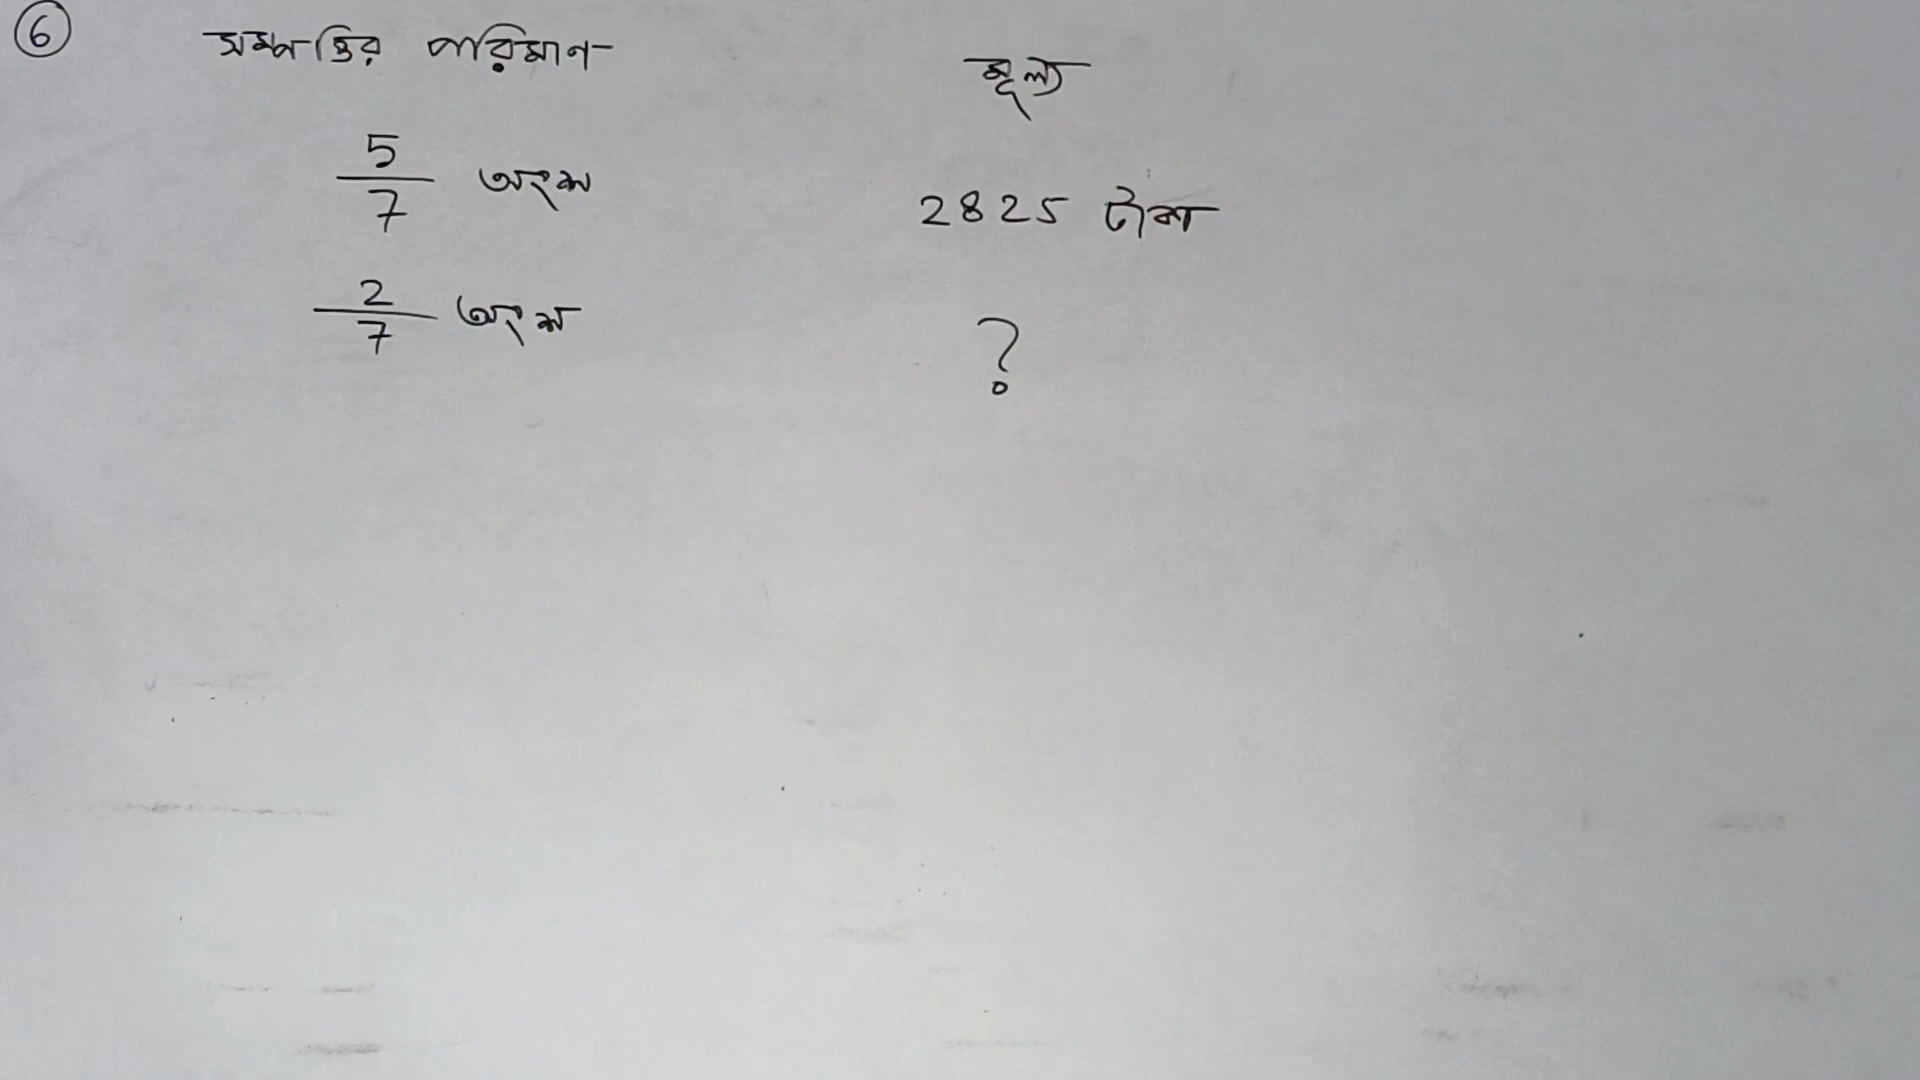 6 সম্পত্তির পরিমান মূল্য
5/7 অংশ 2825 টাকা
2/7 অংশ ?